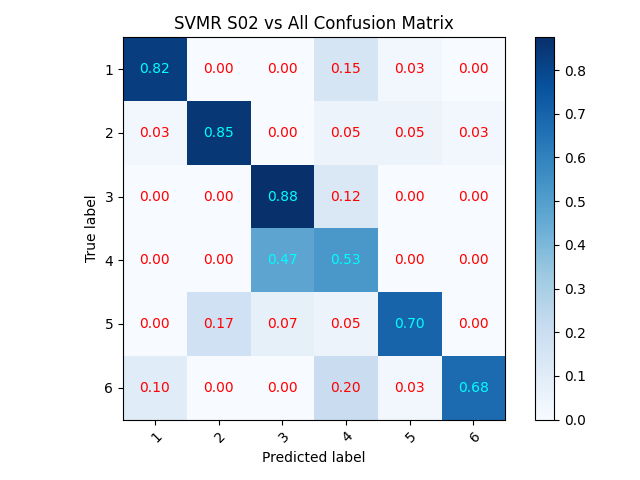 SVMR S02 vs All Confusion Matrix
True label
1 0.82 0.00 0.00 0.15 0.03 0.00
2 0.03 0.85 0.00 0.05 0.05 0.03
3 0.00 0.00 0.88 0.12 0.00 0.00
4 0.00 0.00 0.47 0.53 0.00 0.00
5 0.00 0.17 0.07 0.05 0.70 0.00
6 0.10 0.00 0.00 0.20 0.03 0.68
1 2 3 4 5 6
Predicted label
0.8
0.7
0.6
0.5
0.4
0.3
0.2
0.1
0.0